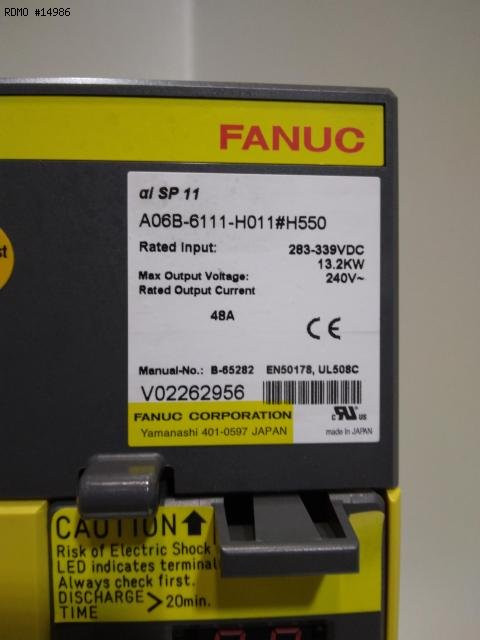 RDMO #14986
FANUC
αi SP 11
A06B-6111-H011#H550
Rated Input: 283-339VDC
13.2KW
Max Output Voltage: 240V~
Rated Output Current
48A
CE
Manual-No.: B-65282 EN50178, UL508C
V02262956
FANUC CORPORATION
Yamanashi 401-0597 JAPAN
c RU us
made in JAPAN
CAUTION
Risk of Electric Shock
LED indicates terminal
Always check first.
DISCHARGE
TIME > 20min.